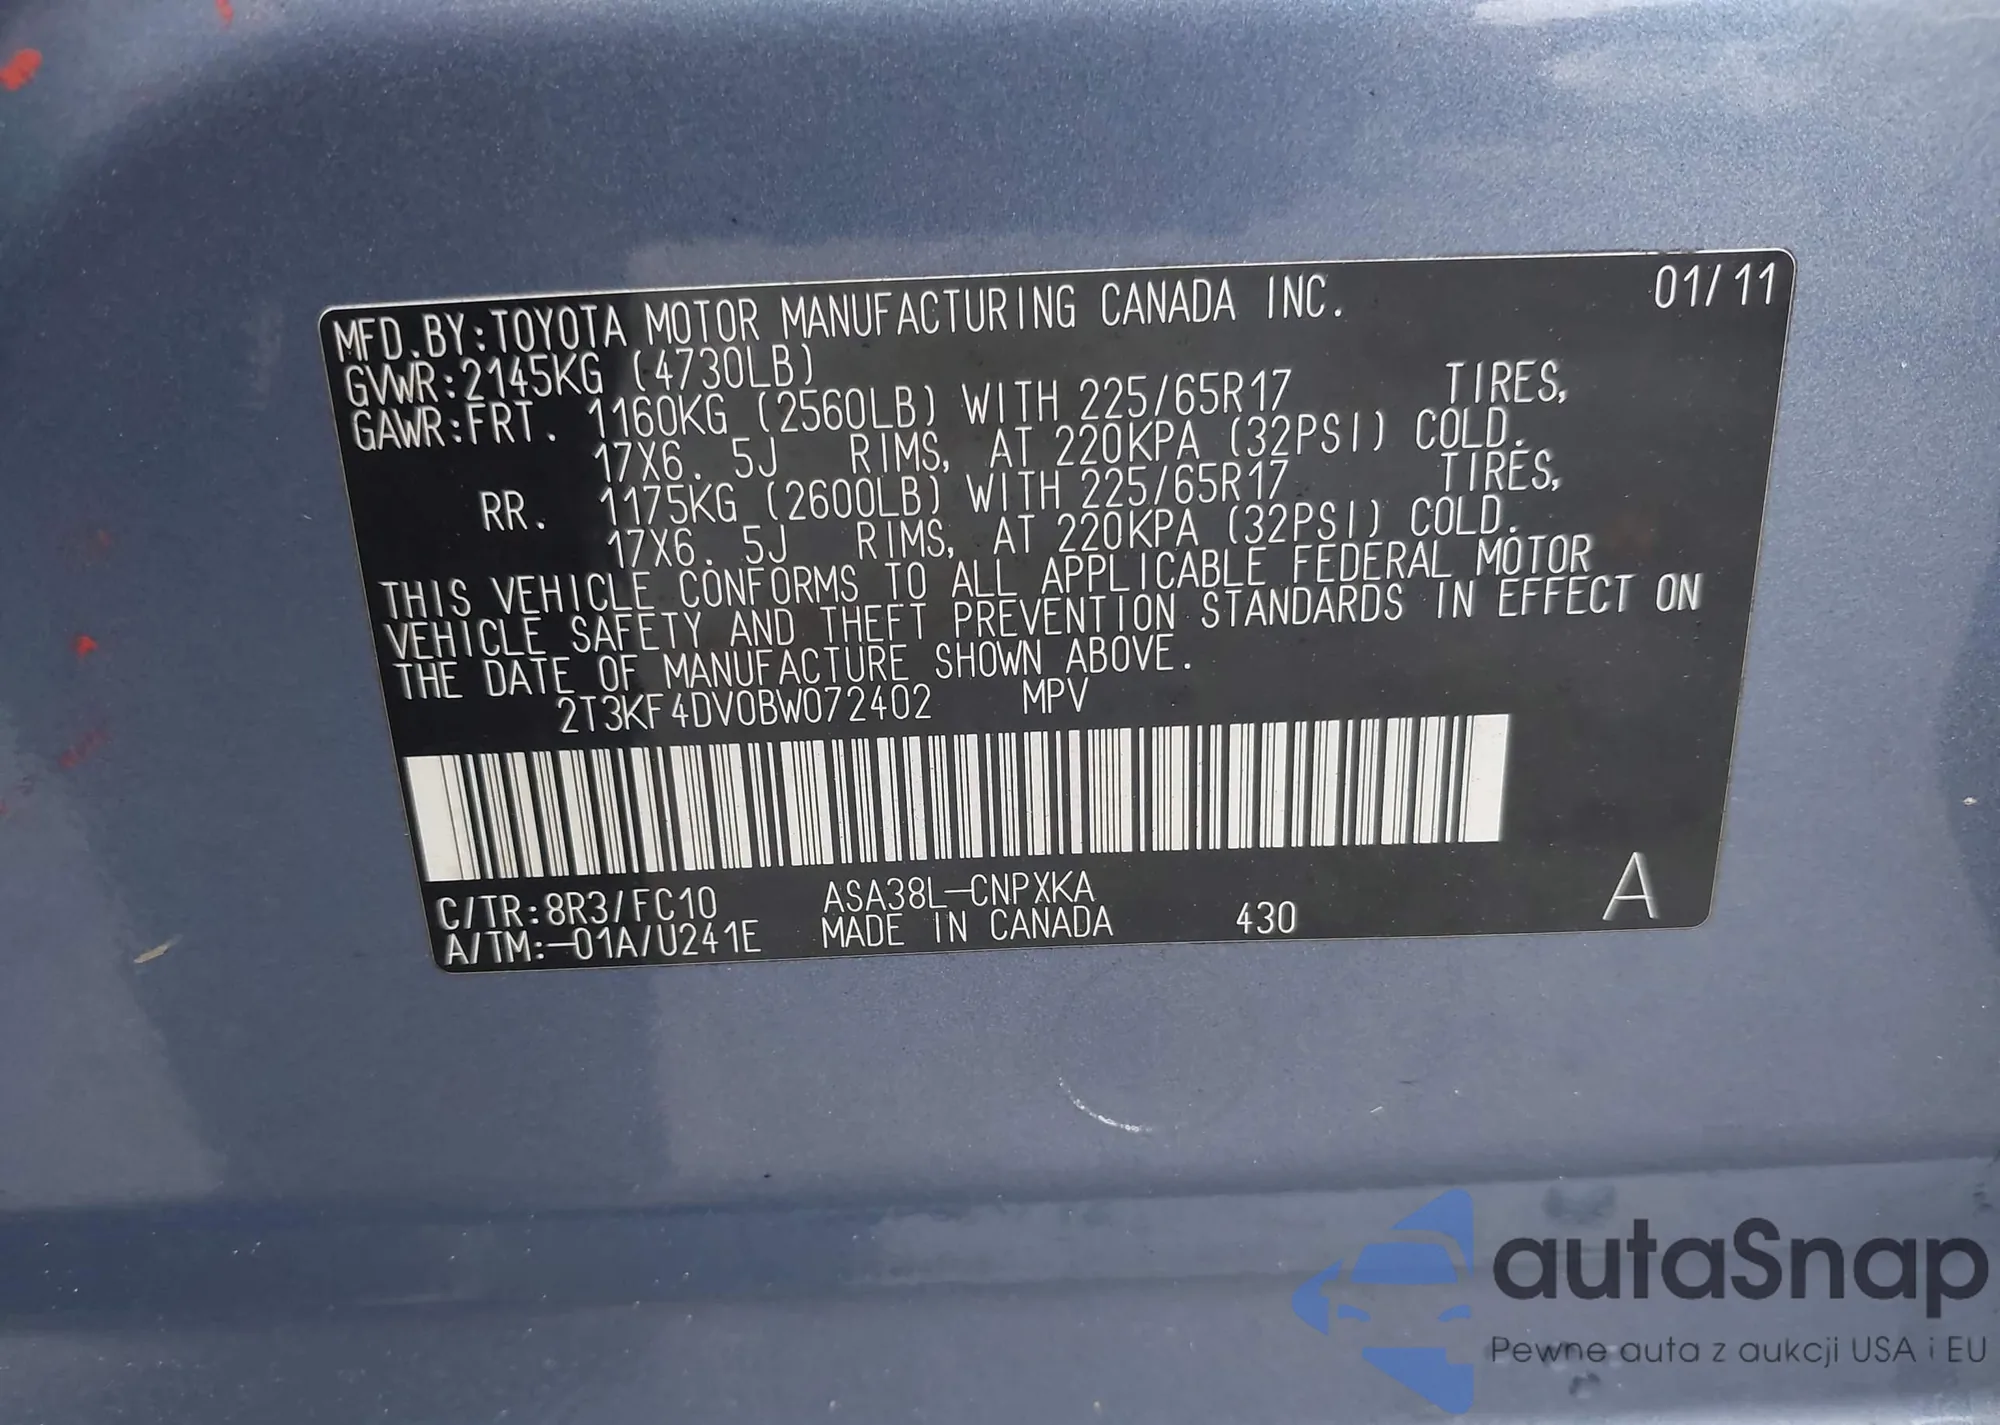 MFD.BY:TOYOTA MOTOR MANUFACTURING CANADA INC. 01/11
GVWR:2145KG (4730LB)
GAWR:FRT. 1160KG (2560LB) WITH 225/65R17 TIRES,
17X6.5J RIMS, AT 220KPA (32PSI) COLD.
RR. 1175KG (2600LB) WITH 225/65R17 TIRES,
17X6.5J RIMS, AT 220KPA (32PSI) COLD.
THIS VEHICLE CONFORMS TO ALL APPLICABLE FEDERAL MOTOR
VEHICLE SAFETY AND THEFT PREVENTION STANDARDS IN EFFECT ON
THE DATE OF MANUFACTURE SHOWN ABOVE.
2T3KF4DV0BW072402 MPV
C/TR:8R3/FC10 ASA38L-CNPXKA
A/TM:-01A/U241E MADE IN CANADA 430 A
autaSnap
Pewne auta z aukcji USA i EU